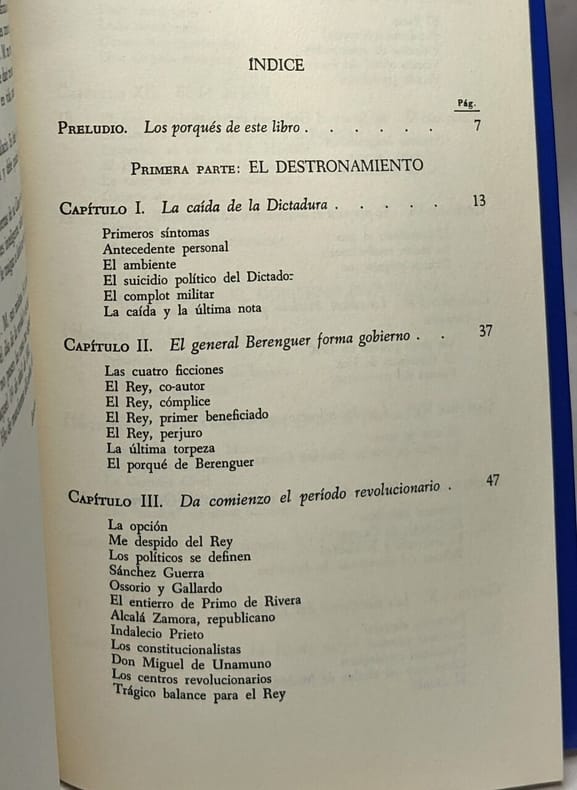 ÍNDICE
Pág.
PRELUDIO. Los porqués de este libro . . . . . . 7
PRIMERA PARTE: EL DESTRONAMIENTO
CAPÍTULO I. La caída de la Dictadura . . . . . 13
Primeros síntomas
Antecedente personal
El ambiente
El suicidio político del Dictador
El complot militar
La caída y la última nota
CAPÍTULO II. El general Berenguer forma gobierno . . 37
Las cuatro ficciones
El Rey, co-autor
El Rey, cómplice
El Rey, primer beneficiado
El Rey, perjuro
La última torpeza
El porqué de Berenguer
CAPÍTULO III. Da comienzo el período revolucionario . 47
La opción
Me despido del Rey
Los políticos se definen
Sánchez Guerra
Ossorio y Gallardo
El entierro de Primo de Rivera
Alcalá Zamora, republicano
Indalecio Prieto
Los constitucionalistas
Don Miguel de Unamuno
Los centros revolucionarios
Trágico balance para el Rey